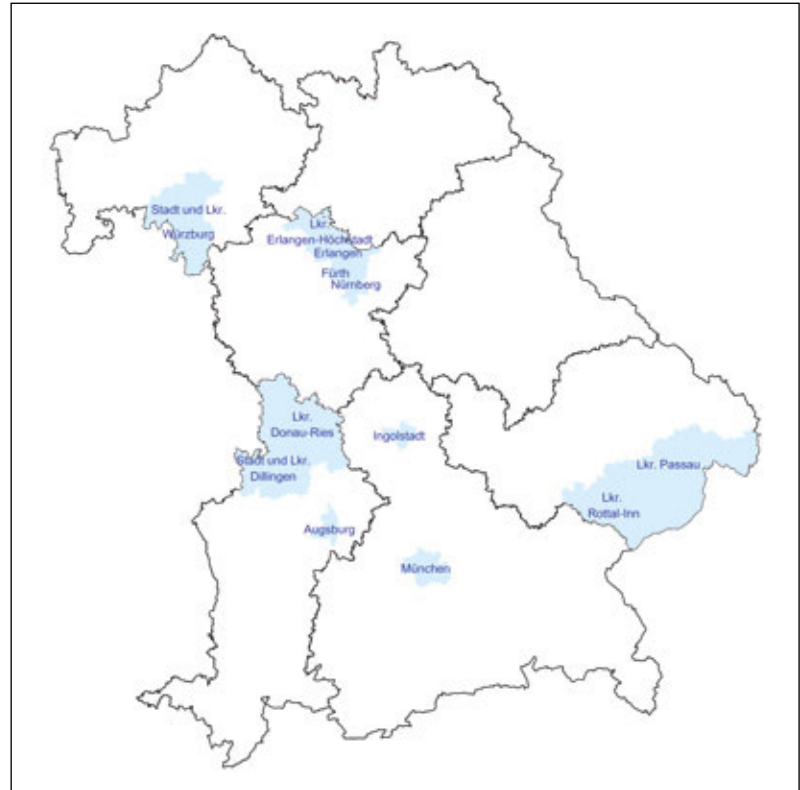 Stadt und Lkr.
Würzburg
Lkr.
Erlangen-Höchstadt
Erlangen
Fürth
Nürnberg
Lkr.
Donau-Ries
Stadt und Lkr.
Dillingen
Ingolstadt
Augsburg
München
Lkr. Passau
Lkr.
Rottal-Inn